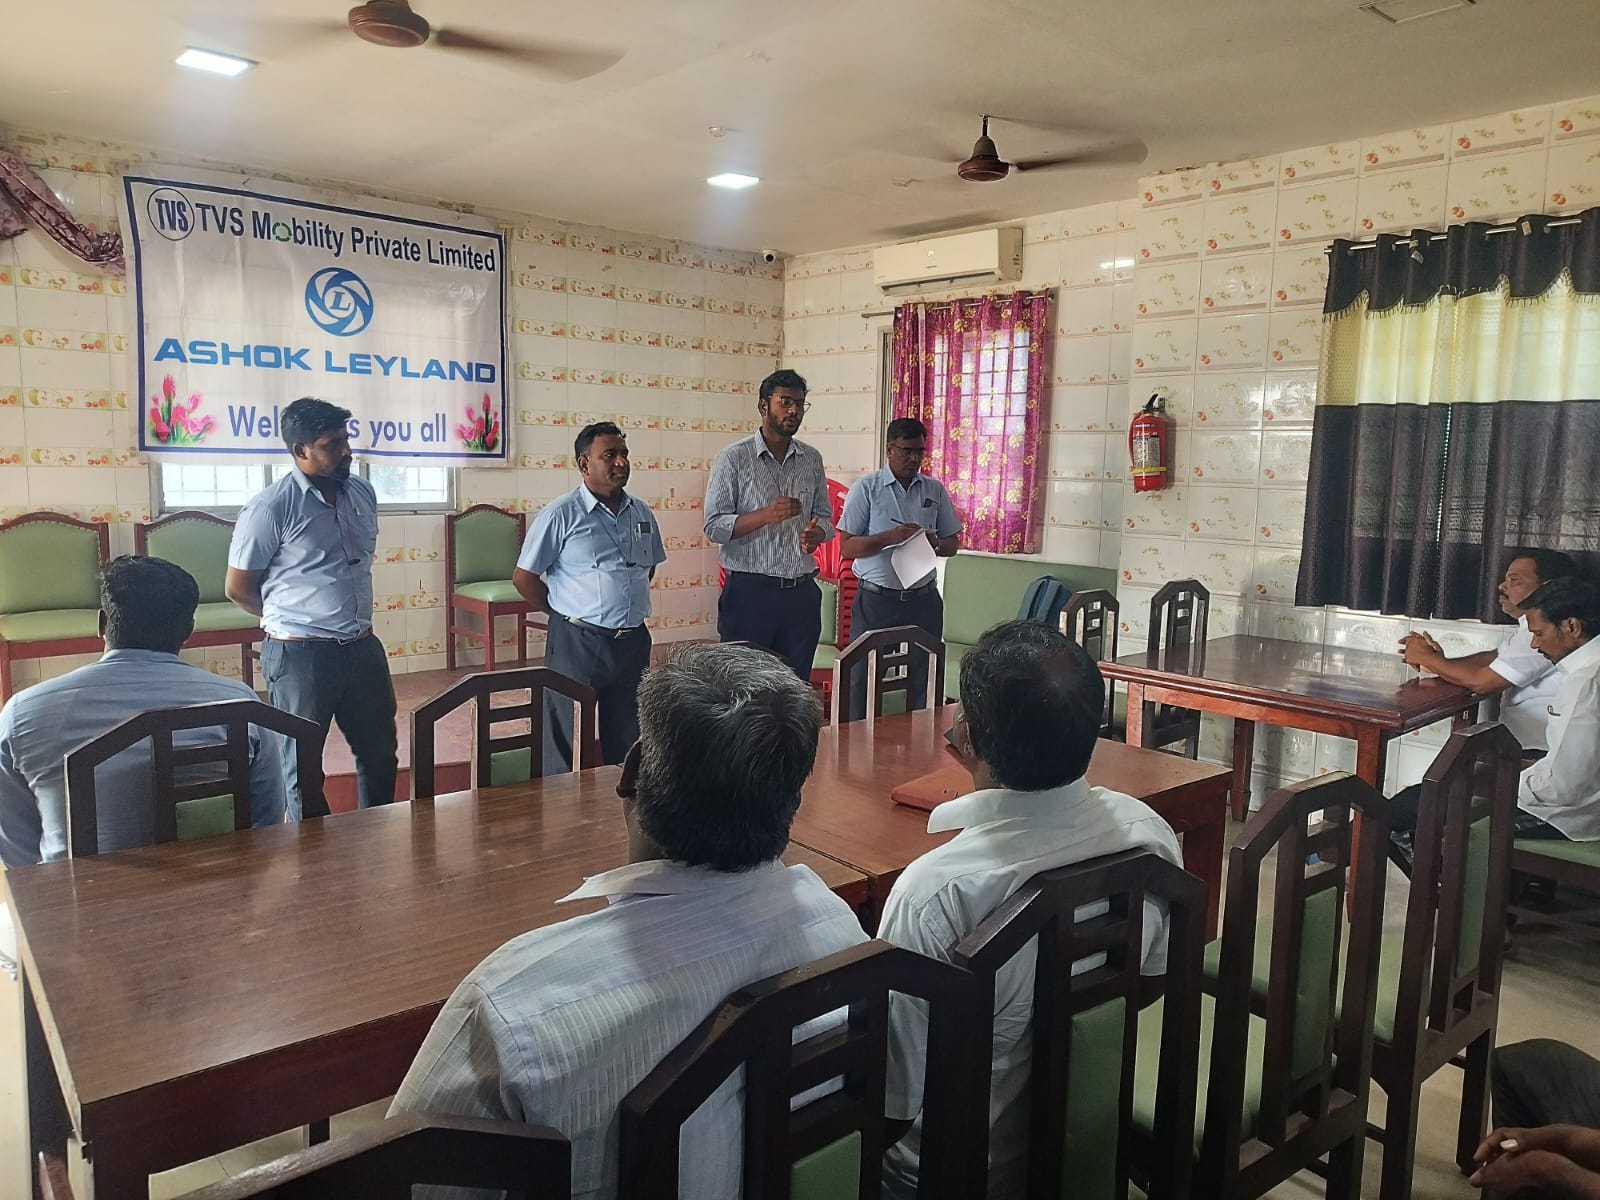 TVS TVS Mobility Private Limited
L
ASHOK LEYLAND
you all